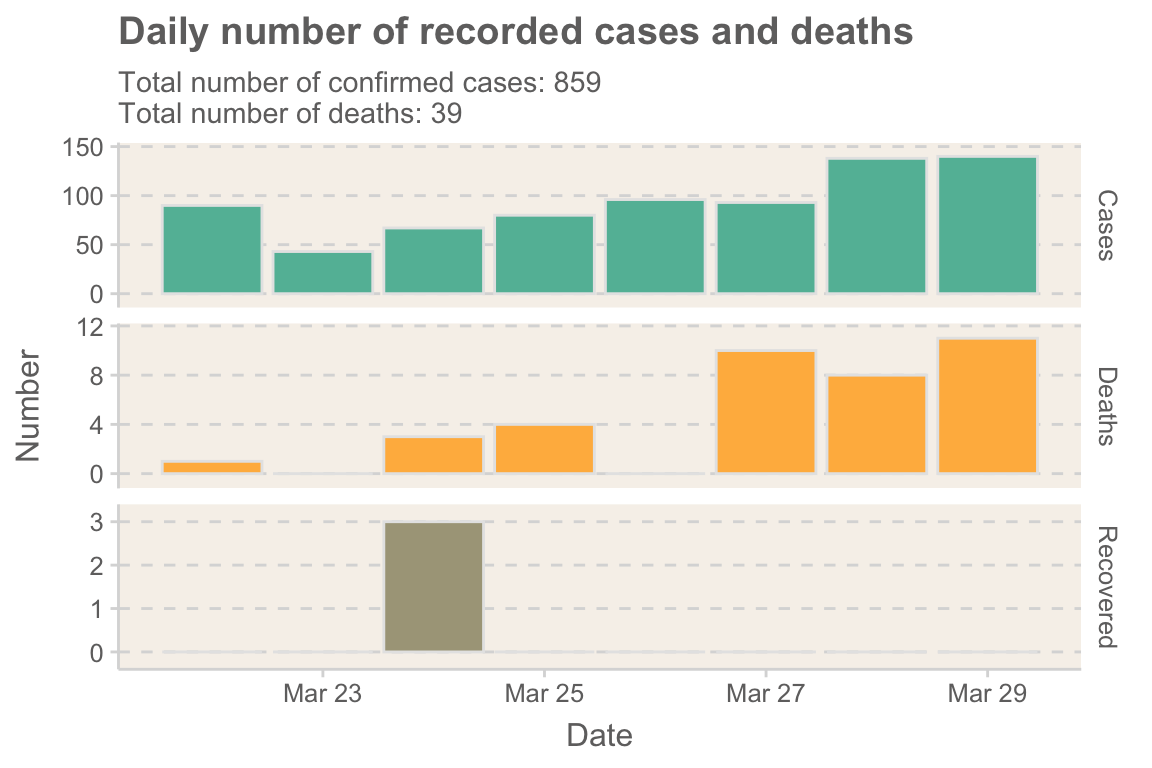 Daily number of recorded cases and deaths
Total number of confirmed cases: 859
Total number of deaths: 39
150
100
50
0
Cases
12
8
4
0
Deaths
3
2
1
0
Recovered
Number
Mar 23
Mar 25
Mar 27
Mar 29
Date